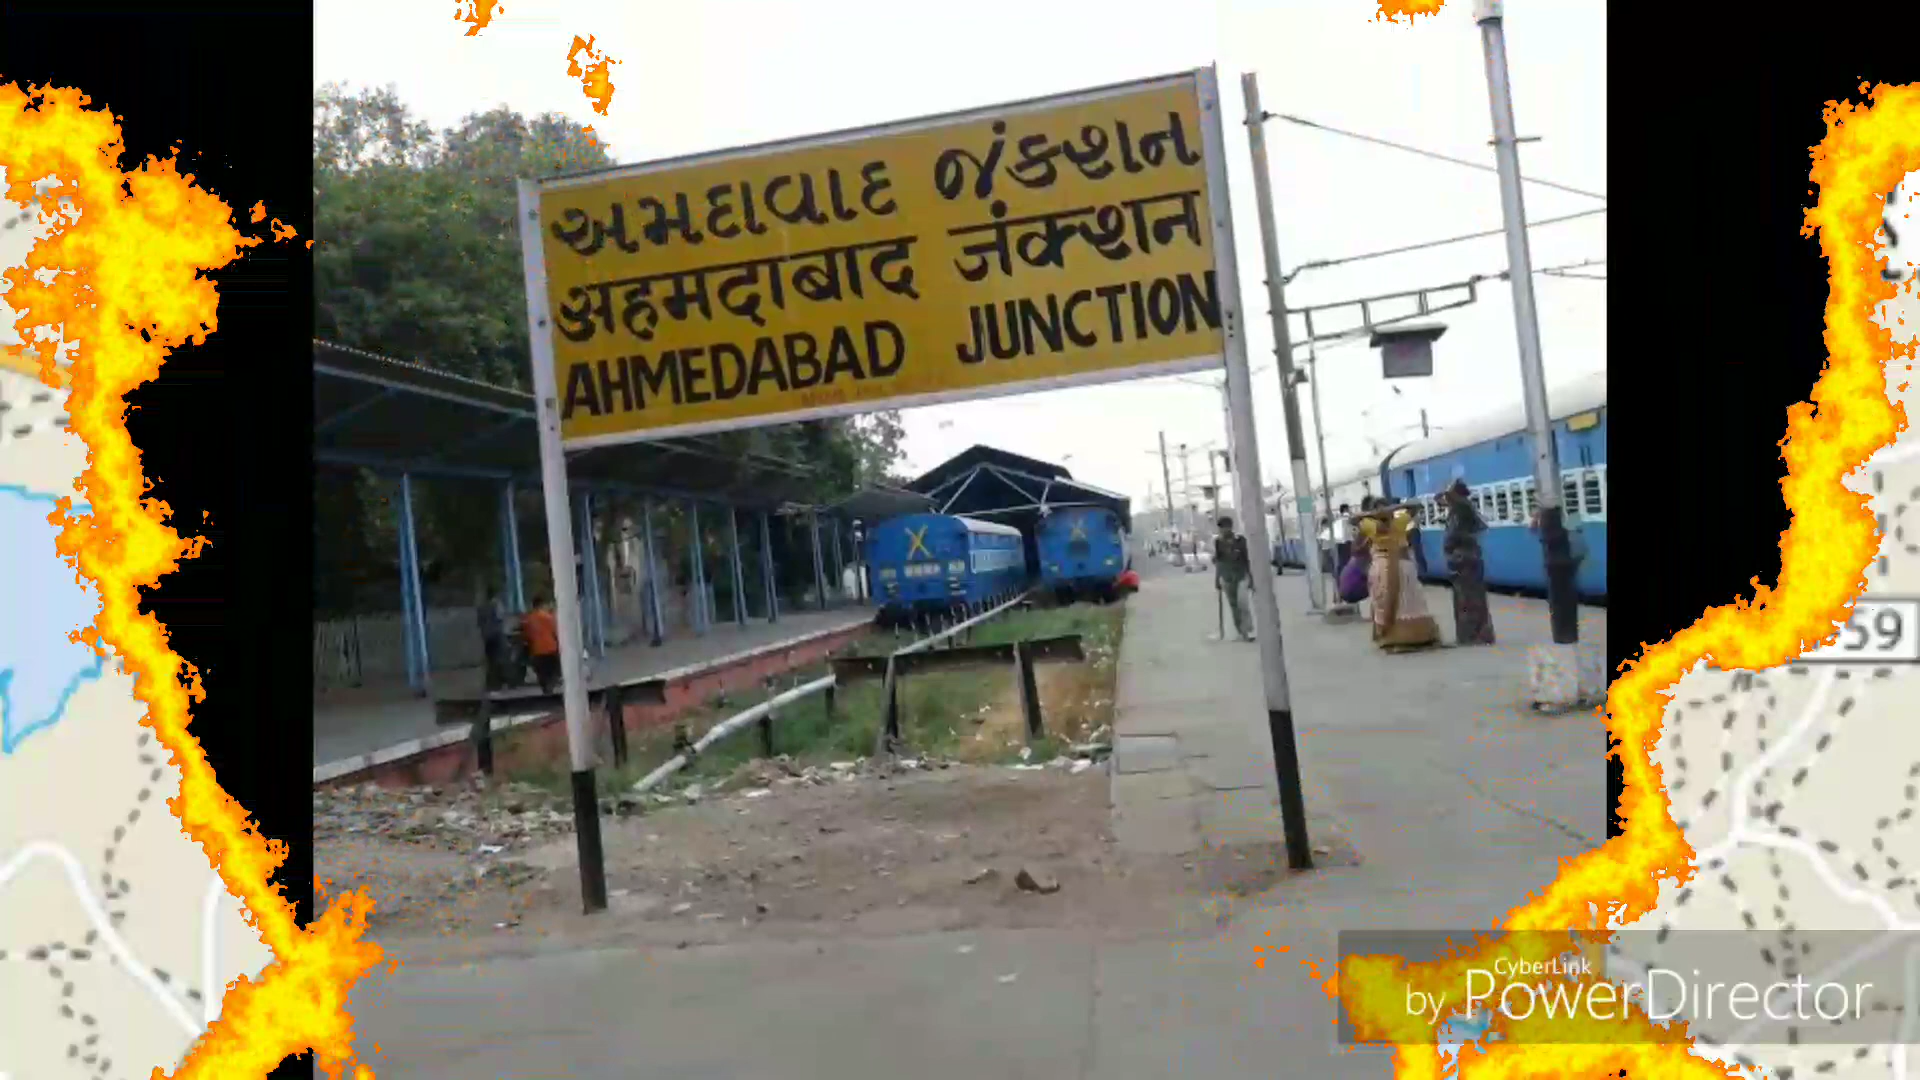 અમદાવાદ જંકશન
अहमदाबाद जंक्शन
AHMEDABAD JUNCTION
59
CyberLink
by PowerDirector